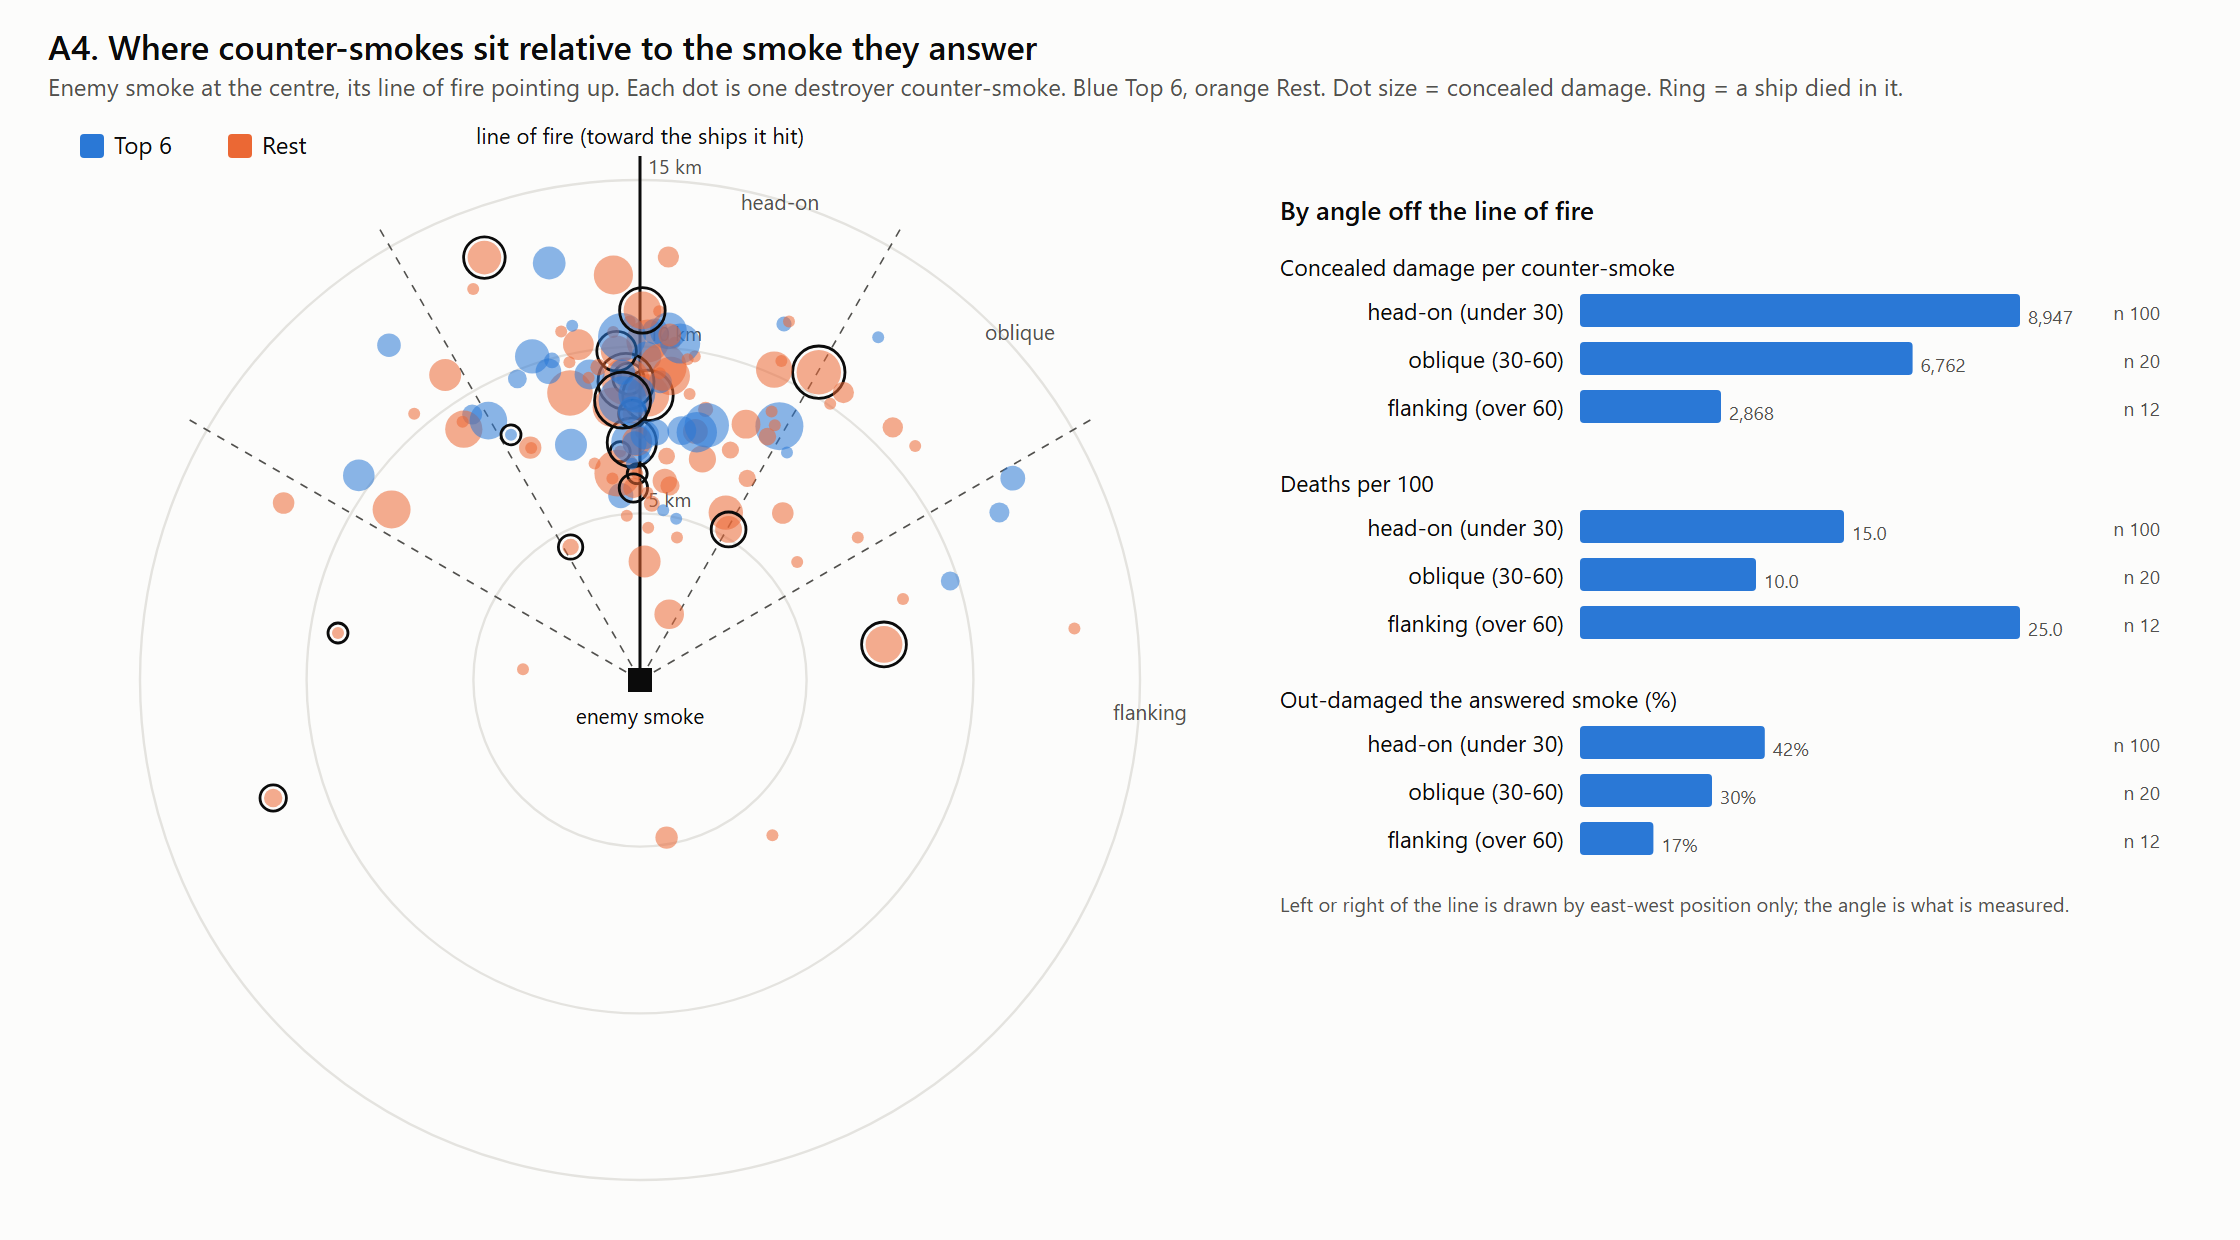 A4. Where counter-smokes sit relative to the smoke they answer
Enemy smoke at the centre, its line of fire pointing up. Each dot is one destroyer counter-smoke. Blue Top 6, orange Rest. Dot size = concealed damage. Ring = a ship died in it.
Top 6
Rest
line of fire (toward the ships it hit)
15 km
head-on
oblique
km
5 km
flanking
enemy smoke
By angle off the line of fire
Concealed damage per counter-smoke
head-on (under 30) 8,947 n 100
oblique (30-60) 6,762 n 20
flanking (over 60) 2,868 n 12
Deaths per 100
head-on (under 30) 15.0 n 100
oblique (30-60) 10.0 n 20
flanking (over 60) 25.0 n 12
Out-damaged the answered smoke (%)
head-on (under 30) 42% n 100
oblique (30-60) 30% n 20
flanking (over 60) 17% n 12
Left or right of the line is drawn by east-west position only; the angle is what is measured.